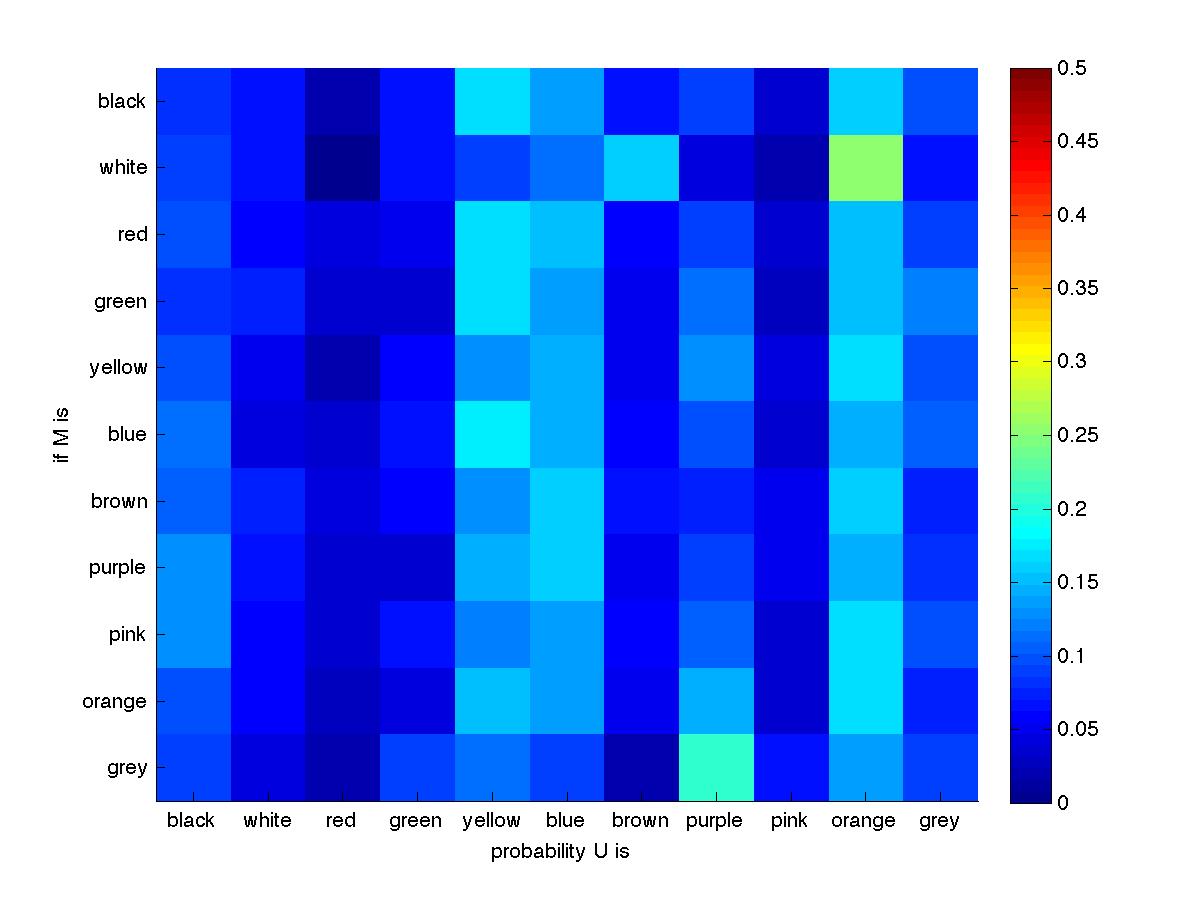 black
white
red
green
yellow
blue
brown
purple
pink
orange
grey
if M is
black white red green yellow blue brown purple pink orange grey
probability U is
0.5
0.45
0.4
0.35
0.3
0.25
0.2
0.15
0.1
0.05
0